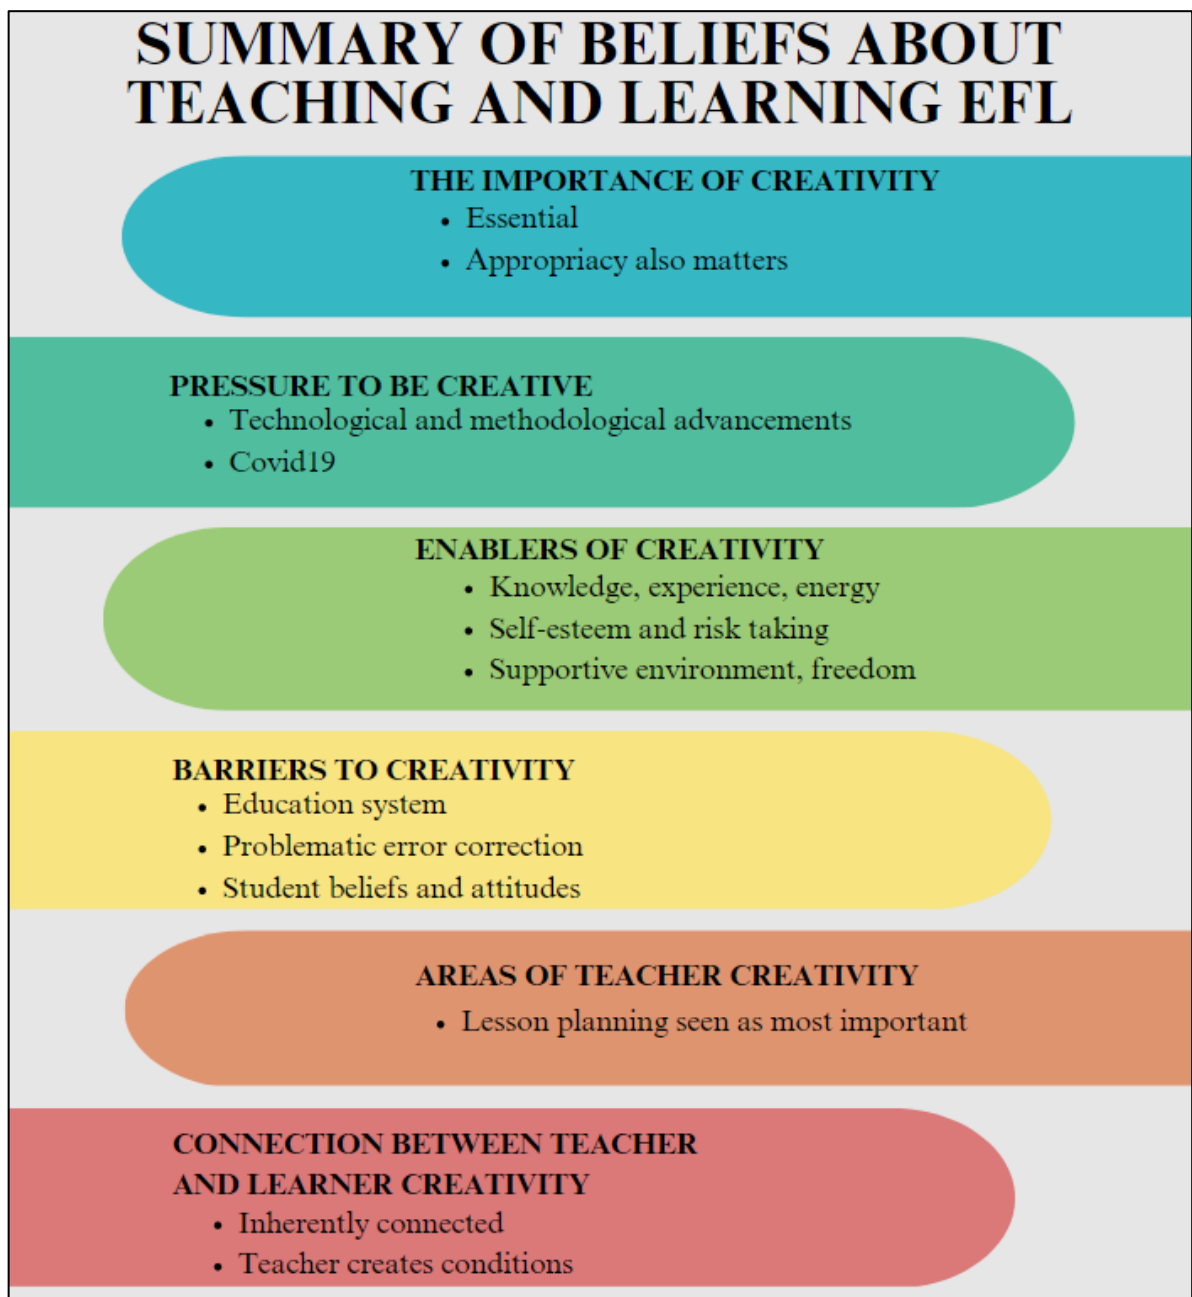 SUMMARY OF BELIEFS ABOUT
TEACHING AND LEARNING EFL
THE IMPORTANCE OF CREATIVITY
• Essential
• Appropriacy also matters
PRESSURE TO BE CREATIVE
• Technological and methodological advancements
• Covid19
ENABLERS OF CREATIVITY
• Knowledge, experience, energy
• Self-esteem and risk taking
• Supportive environment, freedom
BARRIERS TO CREATIVITY
• Education system
• Problematic error correction
• Student beliefs and attitudes
AREAS OF TEACHER CREATIVITY
• Lesson planning seen as most important
CONNECTION BETWEEN TEACHER
AND LEARNER CREATIVITY
• Inherently connected
• Teacher creates conditions